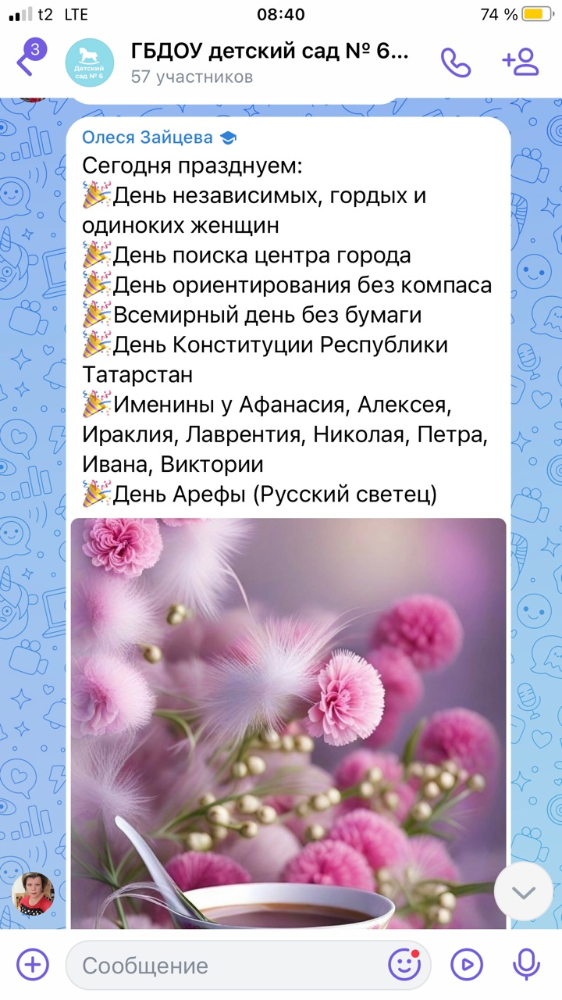 t2 LTE 08:40 74 %
3
ГБДОУ детский сад № 6...
57 участников
Детский
сад № 6
Олеся Зайцева
Сегодня празднуем:
🎉День независимых, гордых и
одиноких женщин
🎉День поиска центра города
🎉День ориентирования без компаса
🎉Всемирный день без бумаги
🎉День Конституции Республики
Татарстан
🎉Именины у Афанасия, Алексея,
Ираклия, Лаврентия, Николая, Петра,
Ивана, Виктории
🎉День Арефы (Русский светец)
Сообщение